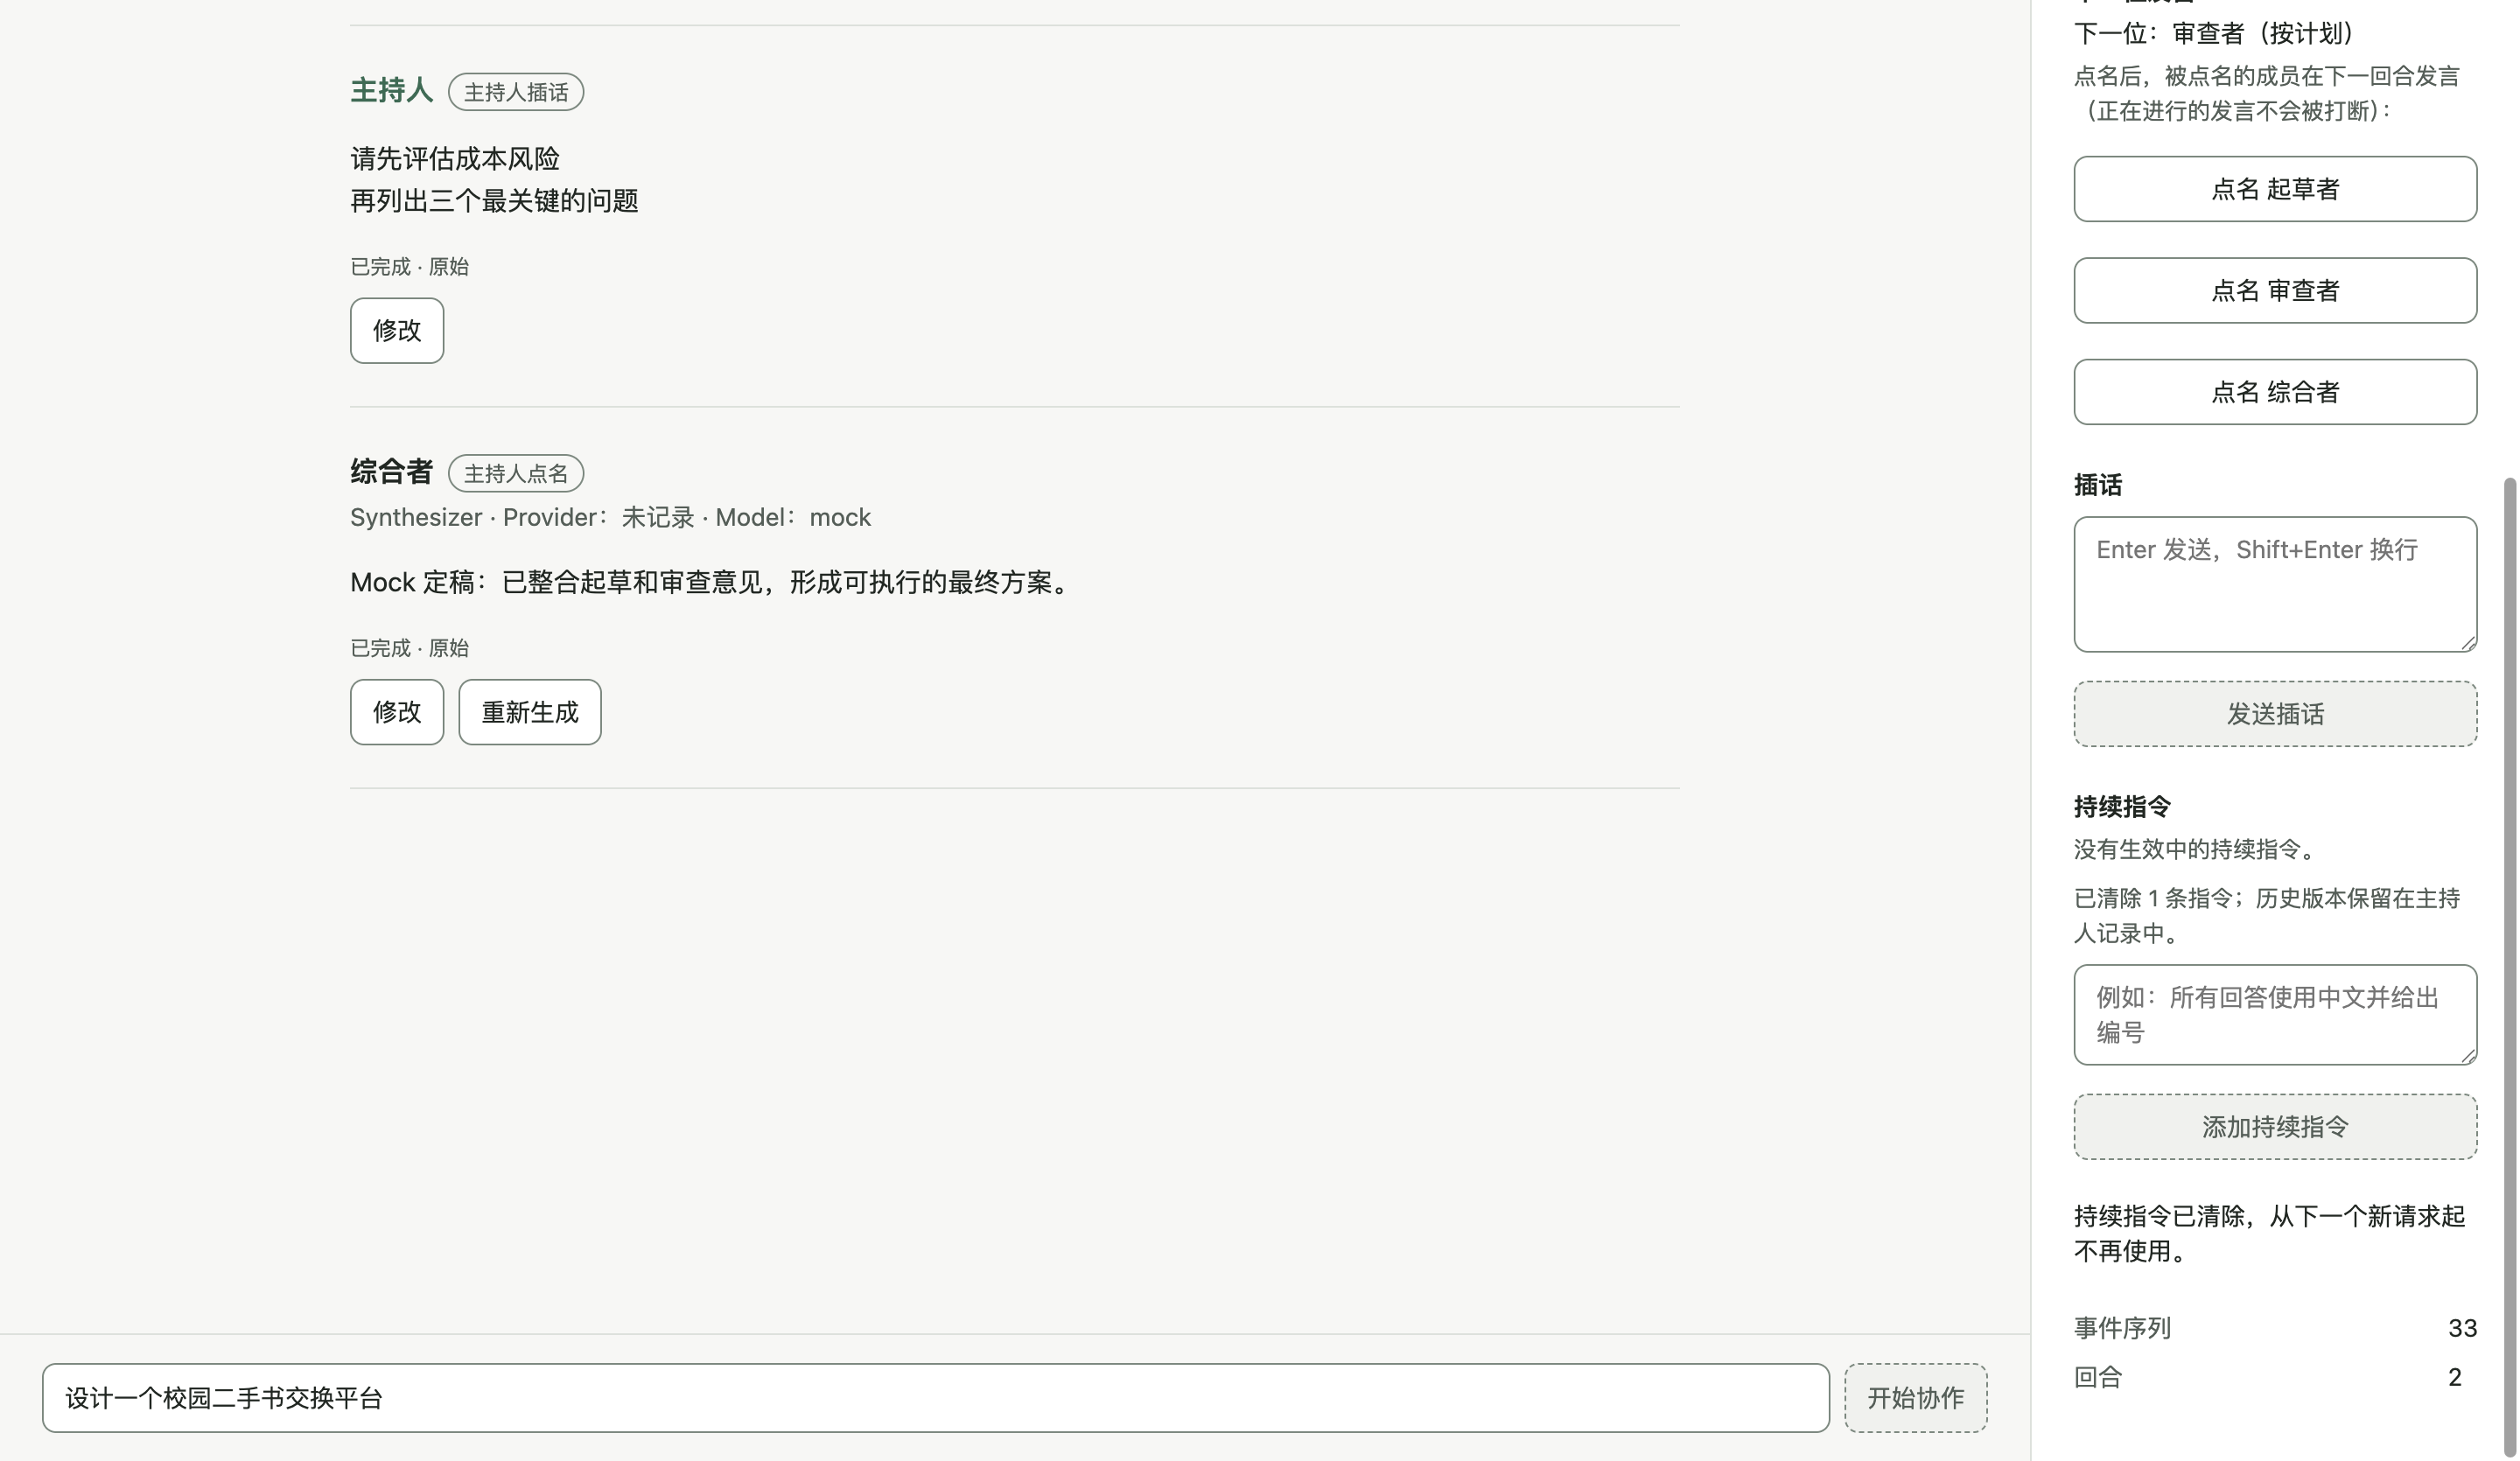 主持人 主持人插话
请先评估成本风险
再列出三个最关键的问题
已完成 · 原始
修改
综合者 主持人点名
Synthesizer · Provider：未记录 · Model：mock
Mock 定稿：已整合起草和审查意见，形成可执行的最终方案。
已完成 · 原始
修改 重新生成
设计一个校园二手书交换平台
开始协作
下一位：审查者（按计划）
点名后，被点名的成员在下一回合发言
（正在进行的发言不会被打断）：
点名 起草者
点名 审查者
点名 综合者
插话
Enter 发送，Shift+Enter 换行
发送插话
持续指令
没有生效中的持续指令。
已清除 1 条指令；历史版本保留在主持
人记录中。
例如：所有回答使用中文并给出
编号
添加持续指令
持续指令已清除，从下一个新请求起
不再使用。
事件序列 33
回合 2